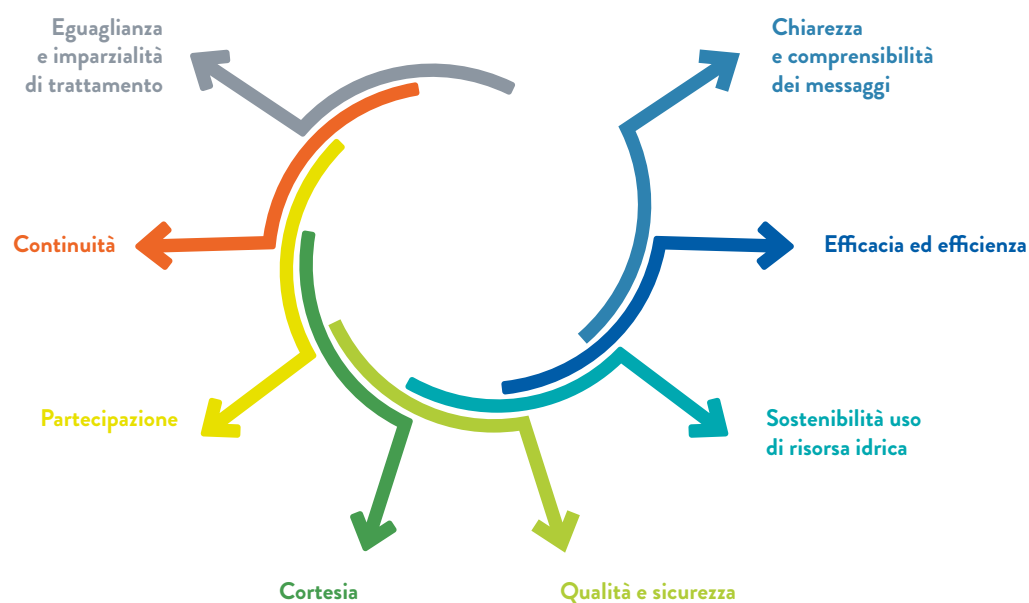 Eguaglianza
e imparzialità
di trattamento
Continuità
Partecipazione
Cortesia
Qualità e sicurezza
Sostenibilità uso
di risorsa idrica
Efficacia ed efficienza
Chiarezza
e comprensibilità
dei messaggi